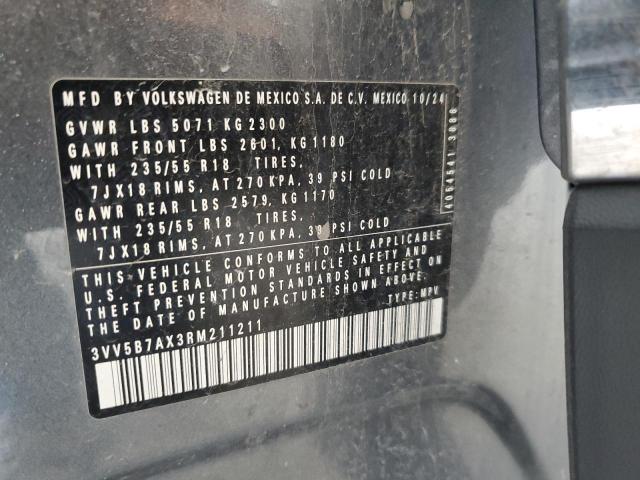 MFD BY VOLKSWAGEN DE MEXICO S.A. DE C.V. MEXICO 10/24
GVWR LBS 5071 KG 2300
GAWR FRONT LBS 2601, KG 1180
WITH 235/55 R18 TIRES,
7JX18 RIMS, AT 270 KPA, 39 PSI COLD
GAWR REAR LBS 2579, KG 1170
WITH 235/55 R18 TIRES,
7JX18 RIMS, AT 270 KPA, 39 PSI COLD
THIS VEHICLE CONFORMS TO ALL APPLICABLE
U.S. FEDERAL MOTOR VEHICLE SAFETY AND
THEFT PREVENTION STANDARDS IN EFFECT ON
THE DATE OF MANUFACTURE SHOWN ABOVE.
TYPE: MPV
3VV5B7AX3RM211211